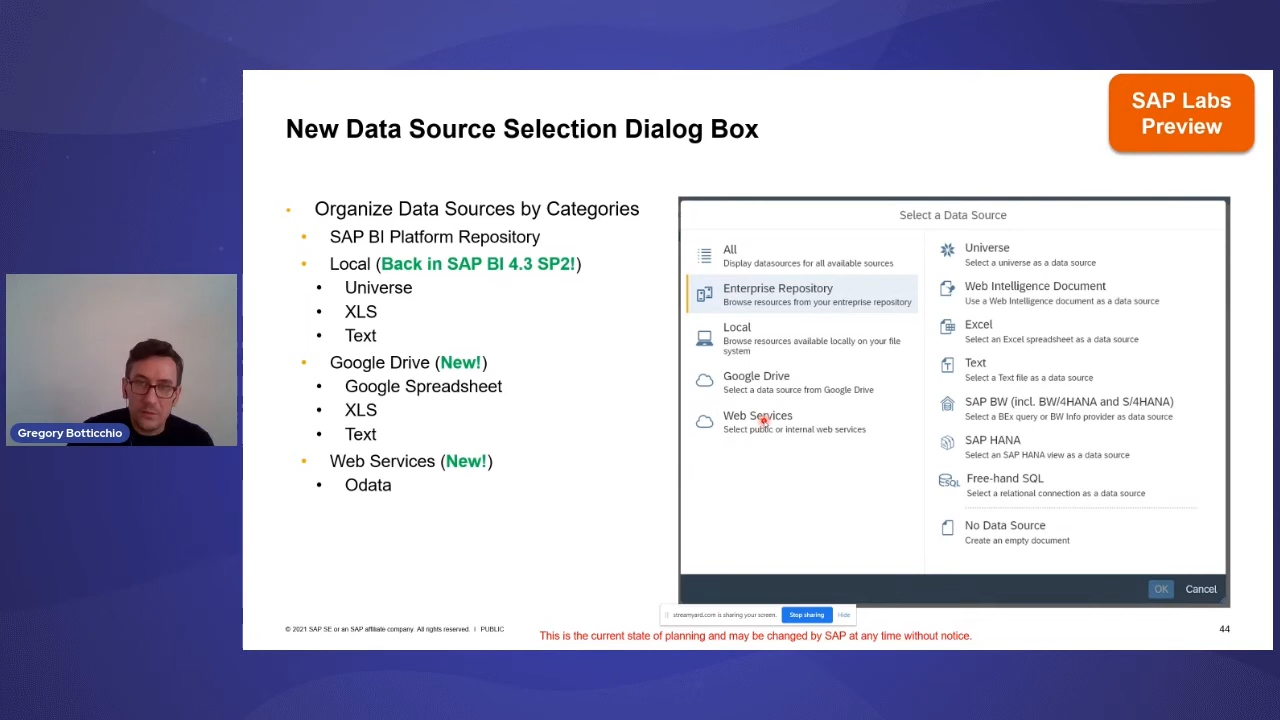 SAP Labs
Preview
New Data Source Selection Dialog Box
• Organize Data Sources by Categories
• SAP BI Platform Repository
• Local (Back in SAP BI 4.3 SP2!)
• Universe
• XLS
• Text
• Google Drive (New!)
• Google Spreadsheet
• XLS
• Text
• Web Services (New!)
• Odata
Select a Data Source
All
Display datasources for all available sources
Enterprise Repository
Browse resources from your entreprise repository
Local
Browse resources available locally on your file
system
Google Drive
Select a data source from Google Drive
Web Services
Select public or internal web services
Universe
Select a universe as a data source
Web Intelligence Document
Use a Web Intelligence document as a data source
Excel
Select an Excel spreadsheet as a data source
Text
Select a Text file as a data source
SAP BW (incl. BW/4HANA and S/4HANA)
Select a BEx query or BW Info provider as data source
SAP HANA
Select an SAP HANA view as a data source
SQL
Free-hand SQL
Select a relational connection as a data source
No Data Source
Create an empty document
OK Cancel
streamyard.com is sharing your screen. Stop sharing Hide
© 2021 SAP SE or an SAP affiliate company. All rights reserved. | PUBLIC
This is the current state of planning and may be changed by SAP at any time without notice.
44
Gregory Botticchio